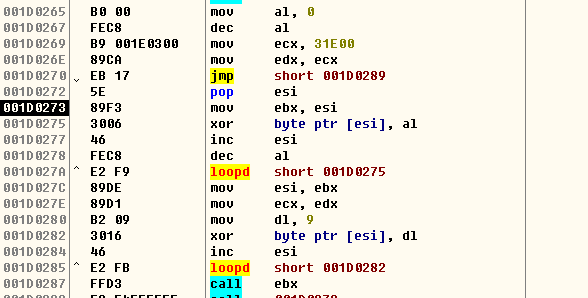 001D0265 B0 00 mov al, 0
001D0267 FEC8 dec al
001D0269 B9 001E0300 mov ecx, 31E00
001D026E 89CA mov edx, ecx
001D0270 EB 17 jmp short 001D0289
001D0272 5E pop esi
001D0273 89F3 mov ebx, esi
001D0275 3006 xor byte ptr [esi], al
001D0277 46 inc esi
001D0278 FEC8 dec al
001D027A ^ E2 F9 loopd short 001D0275
001D027C 89DE mov esi, ebx
001D027E 89D1 mov ecx, edx
001D0280 B2 09 mov dl, 9
001D0282 3016 xor byte ptr [esi], dl
001D0284 46 inc esi
001D0285 ^ E2 FB loopd short 001D0282
001D0287 FFD3 call ebx